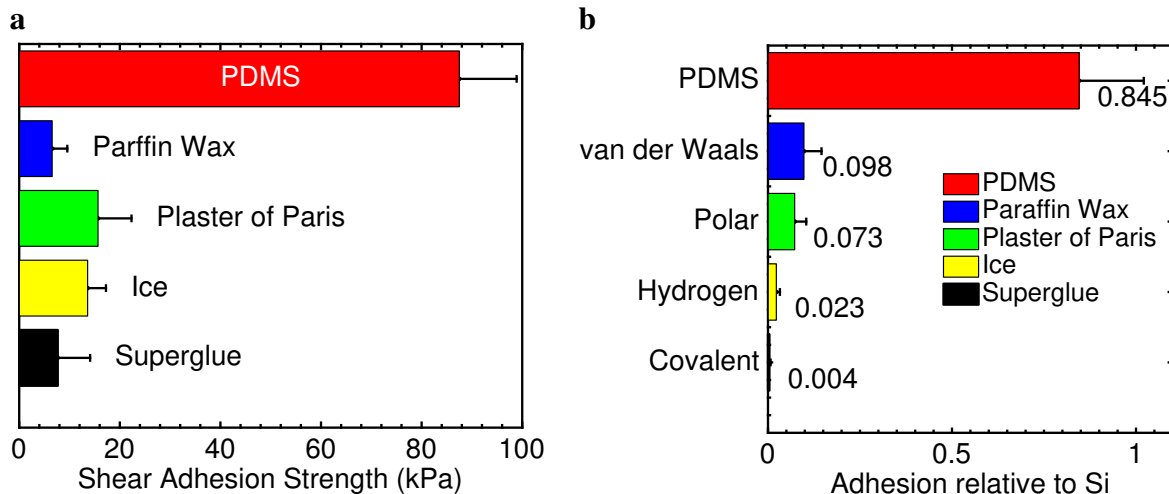 a
PDMS
Parffin Wax
Plaster of Paris
Ice
Superglue
0 20 40 60 80 100
Shear Adhesion Strength (kPa)
b
PDMS
0.845
van der Waals
0.098
Polar
0.073
Hydrogen
0.023
Covalent
0.004
PDMS
Paraffin Wax
Plaster of Paris
Ice
Superglue
0 0.5 1
Adhesion relative to Si